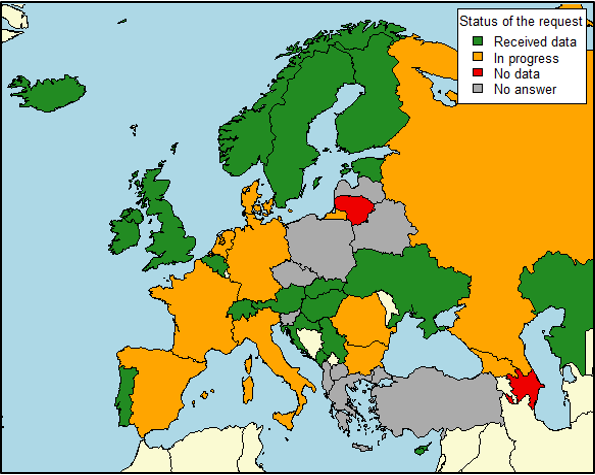 Status of the request
Received data
In progress
No data
No answer